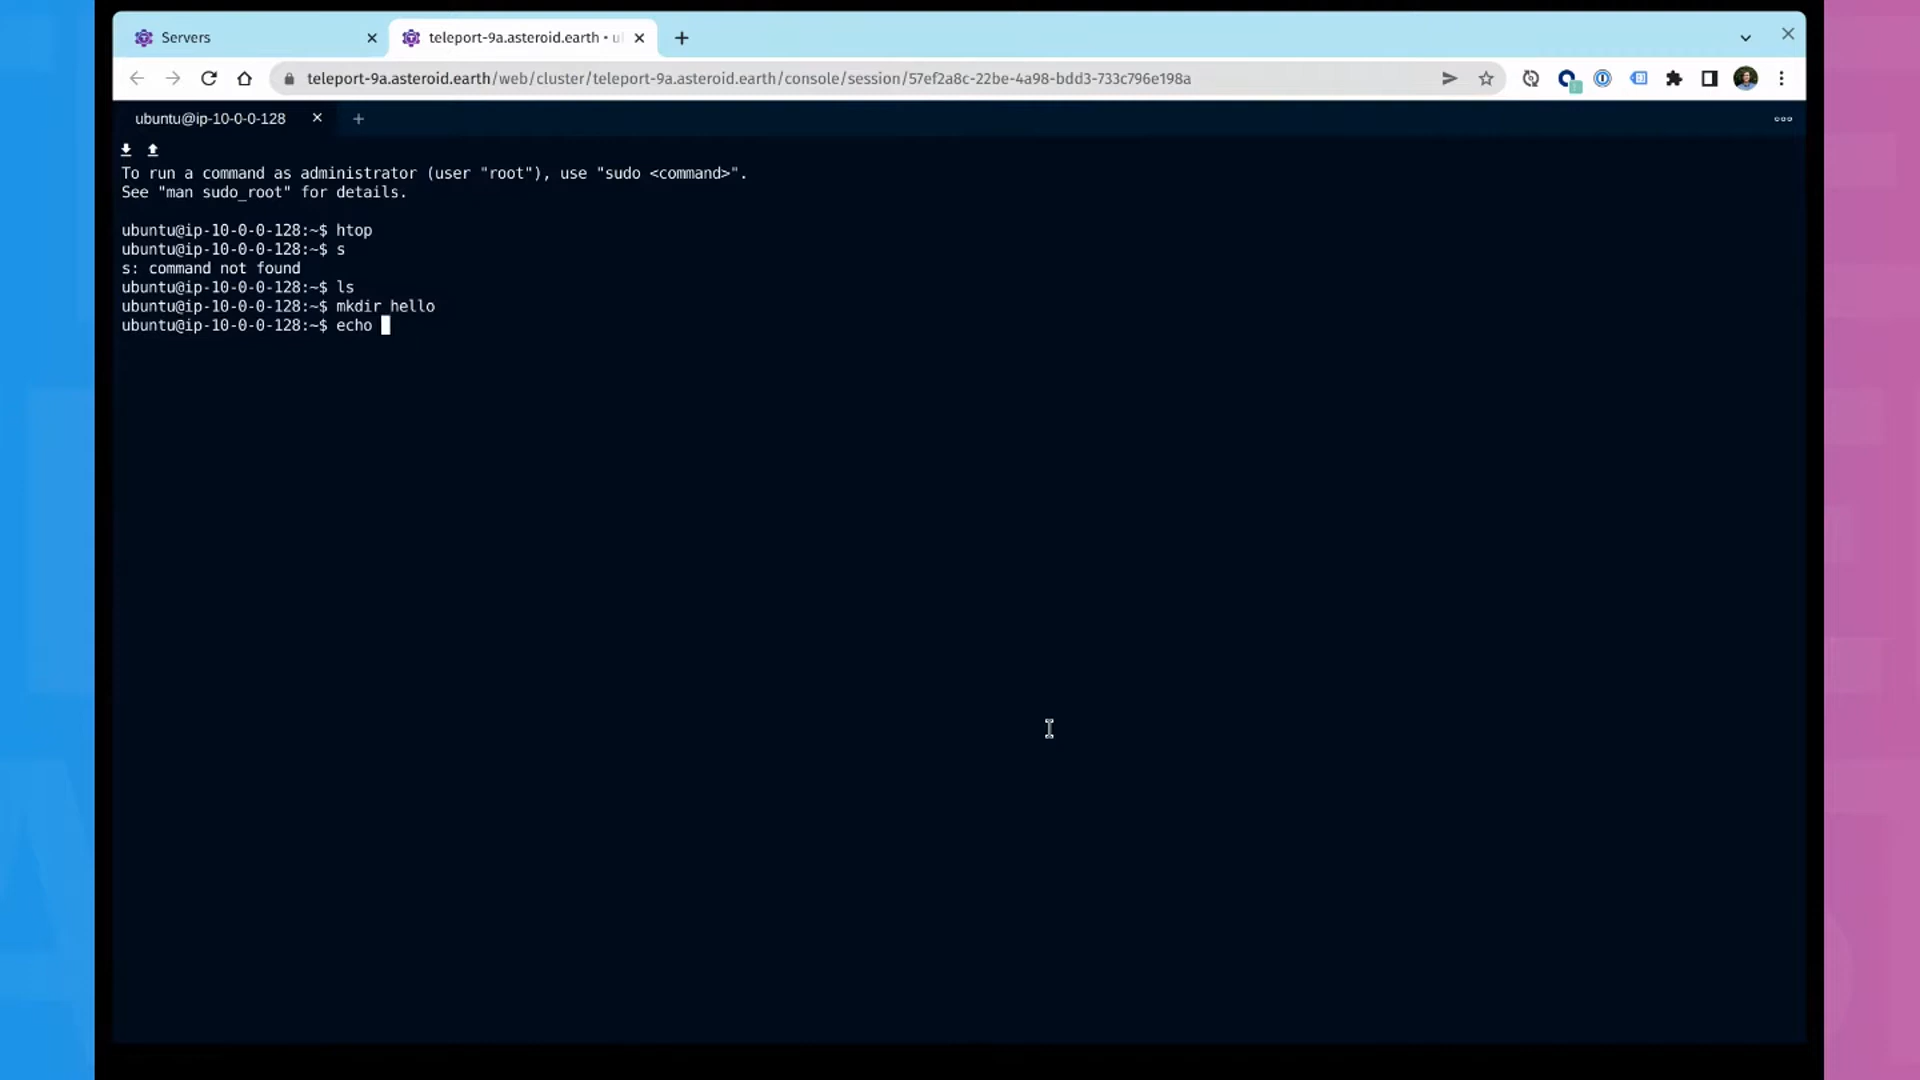 Servers
teleport-9a.asteroid.earth • u
teleport-9a.asteroid.earth/web/cluster/teleport-9a.asteroid.earth/console/session/57ef2a8c-22be-4a98-bdd3-733c796e198a
ubuntu@ip-10-0-0-128
To run a command as administrator (user "root"), use "sudo <command>".
See "man sudo_root" for details.
ubuntu@ip-10-0-0-128:~$ htop
ubuntu@ip-10-0-0-128:~$ s
s: command not found
ubuntu@ip-10-0-0-128:~$ ls
ubuntu@ip-10-0-0-128:~$ mkdir hello
ubuntu@ip-10-0-0-128:~$ echo